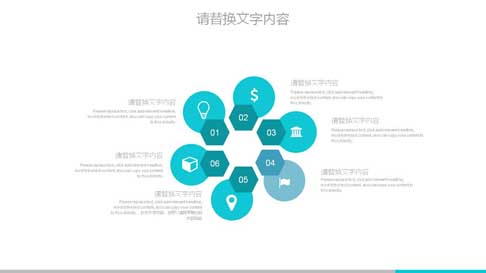 请替换文字内容
请替换文字内容
Please replace text, click add relevant headline,
modify the text content, also can copy your content
to this directly.
01
$
02
请替换文字内容
Please replace text, click add relevant headline,
modify the text content, also can copy your content to
this directly.
03
请替换文字内容
Please replace text, click add relevant headline,
modify the text content, also can copy your content to
this directly.
请替换文字内容
Please replace text, click add relevant headline,
modify the text content, also can copy your content
to this directly.
06
04
请替换文字内容
Please replace text, click add relevant headline,
modify the text content, also can copy your content to
this directly.
05
请替换文字内容
Please replace text, click add relevant headline,
modify the text content, also can copy your content
to this directly.